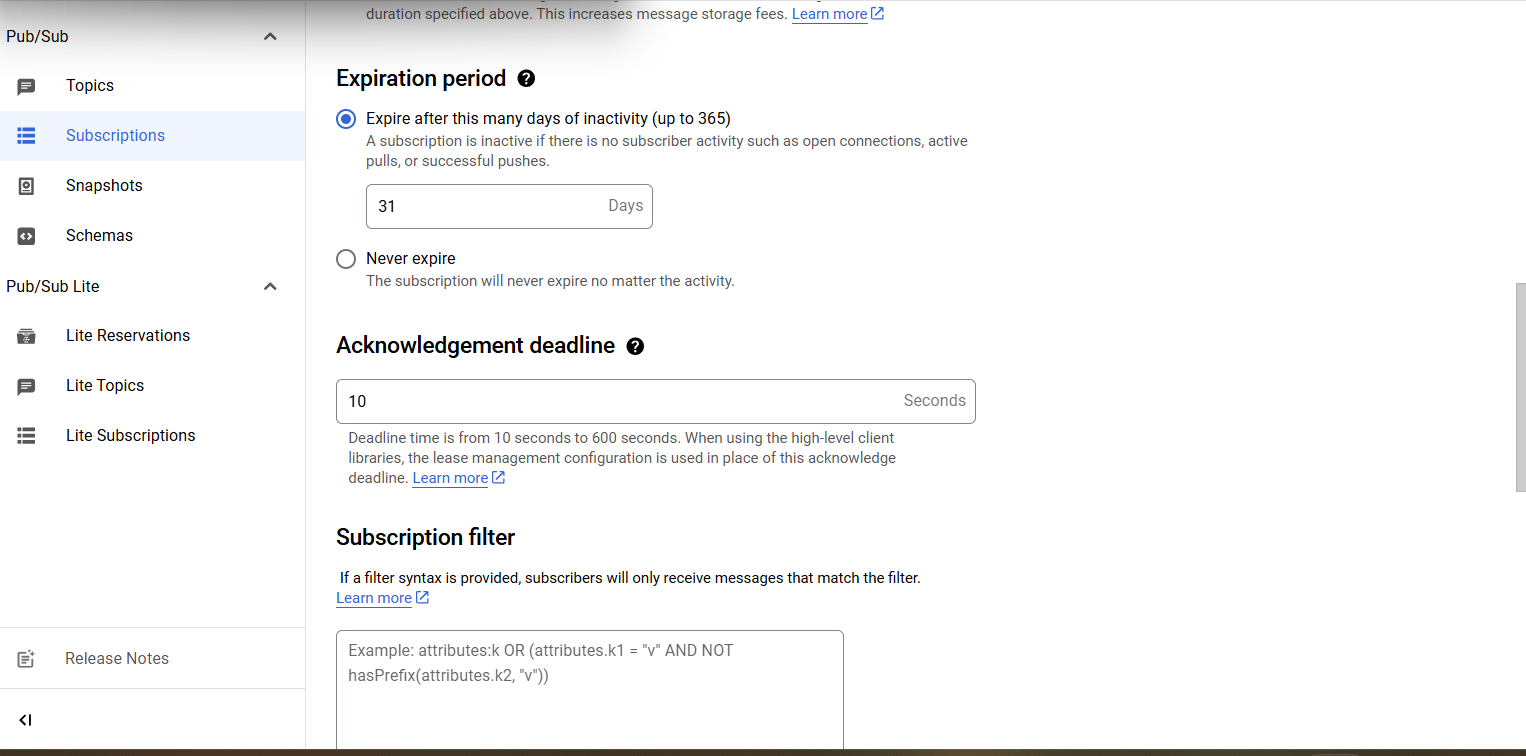 duration specified above. This increases message storage fees. Learn more
Pub/Sub
Topics
Subscriptions
Snapshots
Schemas
Pub/Sub Lite
Lite Reservations
Lite Topics
Lite Subscriptions
Release Notes
Expiration period
Expire after this many days of inactivity (up to 365)
A subscription is inactive if there is no subscriber activity such as open connections, active
pulls, or successful pushes.
31 Days
Never expire
The subscription will never expire no matter the activity.
Acknowledgement deadline
10 Seconds
Deadline time is from 10 seconds to 600 seconds. When using the high-level client
libraries, the lease management configuration is used in place of this acknowledge
deadline. Learn more
Subscription filter
If a filter syntax is provided, subscribers will only receive messages that match the filter.
Learn more
Example: attributes:k OR (attributes.k1 = "v" AND NOT
hasPrefix(attributes.k2, "v"))